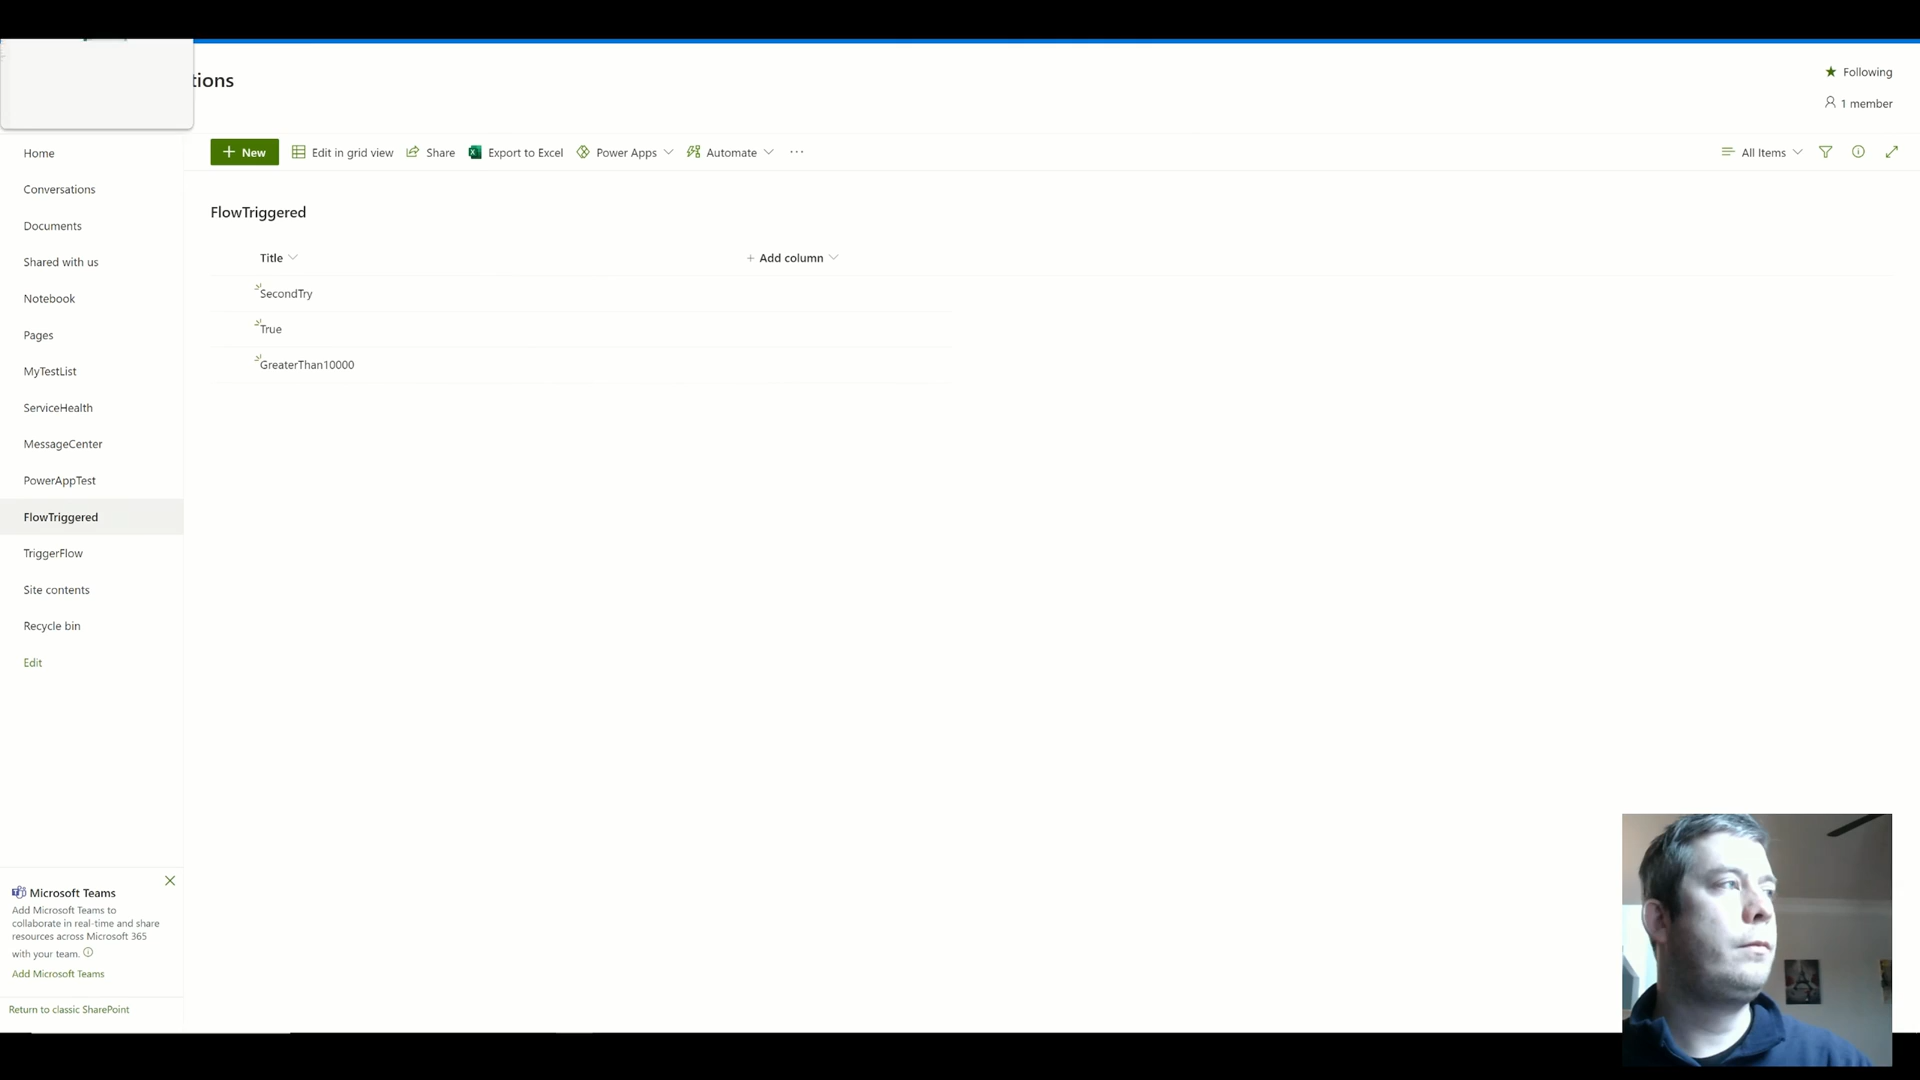 tions
Following
1 member
Home
Conversations
Documents
Shared with us
Notebook
Pages
MyTestList
ServiceHealth
MessageCenter
PowerAppTest
FlowTriggered
TriggerFlow
Site contents
Recycle bin
Edit
+ New
Edit in grid view
Share
Export to Excel
Power Apps
Automate
···
All Items
FlowTriggered
Title
+ Add column
SecondTry
True
GreaterThan10000
Microsoft Teams
Add Microsoft Teams to
collaborate in real-time and share
resources across Microsoft 365
with your team.
Add Microsoft Teams
Return to classic SharePoint